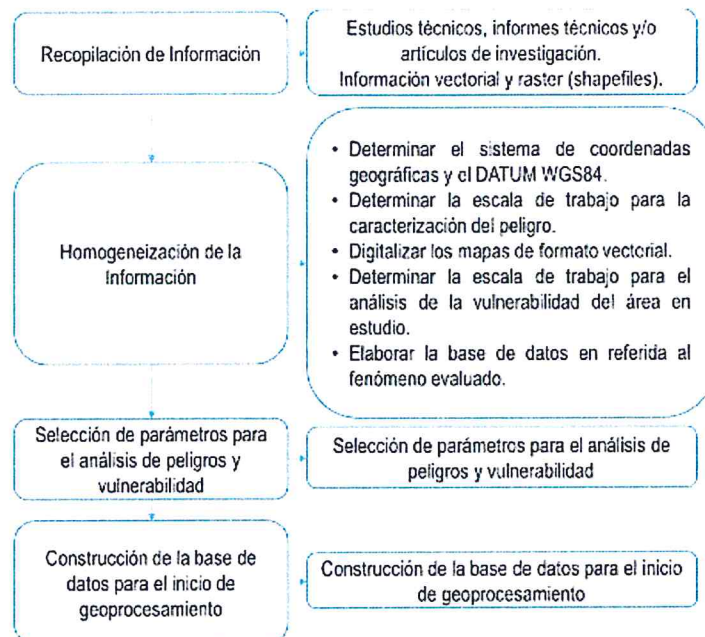 Recopilación de Información
Estudios técnicos, informes técnicos y/o
artículos de investigación.
Información vectorial y raster (shapefiles).
Homogeneización de la
Información
• Determinar el sistema de coordenadas
geográficas y el DATUM WGS84.
• Determinar la escala de trabajo para la
caracterización del peligro.
• Digitalizar los mapas de formato vectorial.
• Determinar la escala de trabajo para el
análisis de la vulnerabilidad del área en
estudio.
• Elaborar la base de datos en referida al
fenómeno evaluado.
Selección de parámetros para
el análisis de peligros y
vulnerabilidad
Selección de parámetros para el análisis de
peligros y vulnerabilidad
Construcción de la base de
datos para el inicio de
geoprocesamiento
Construcción de la base de datos para el inicio
de geoprocesamiento